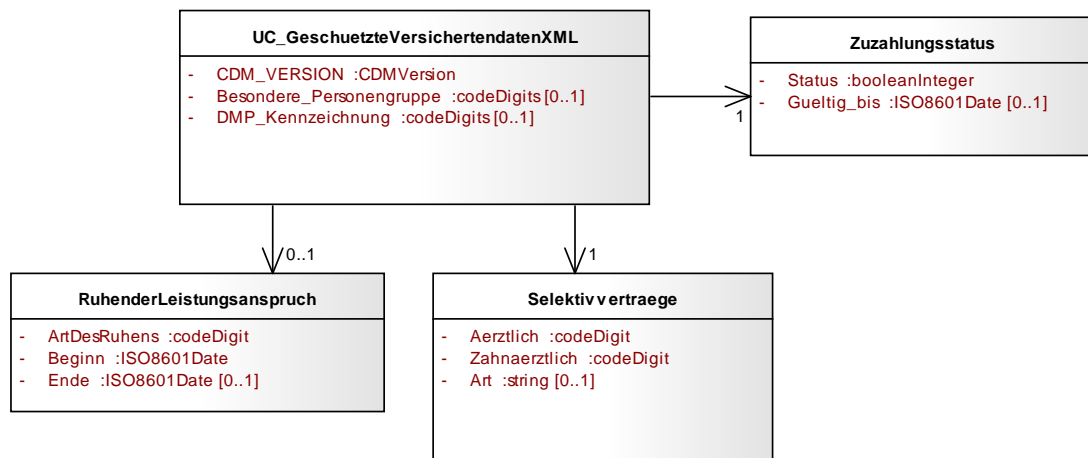 UC_GeschuetzteVersichertendatenXML
- CDM_VERSION :CDMVersion
- Besondere_Personengruppe :codeDigits [0..1]
- DMP_Kennzeichnung :codeDigits [0..1]
Zuzahlungsstatus
- Status :booleanInteger
- Gueltig_bis :ISO8601Date [0..1]
1
0..1
1
RuhenderLeistungsanspruch
- ArtDesRuhens :codeDigit
- Beginn :ISO8601Date
- Ende :ISO8601Date [0..1]
Selektivvertraege
- Aerztlich :codeDigit
- Zahnaerztlich :codeDigit
- Art :string [0..1]